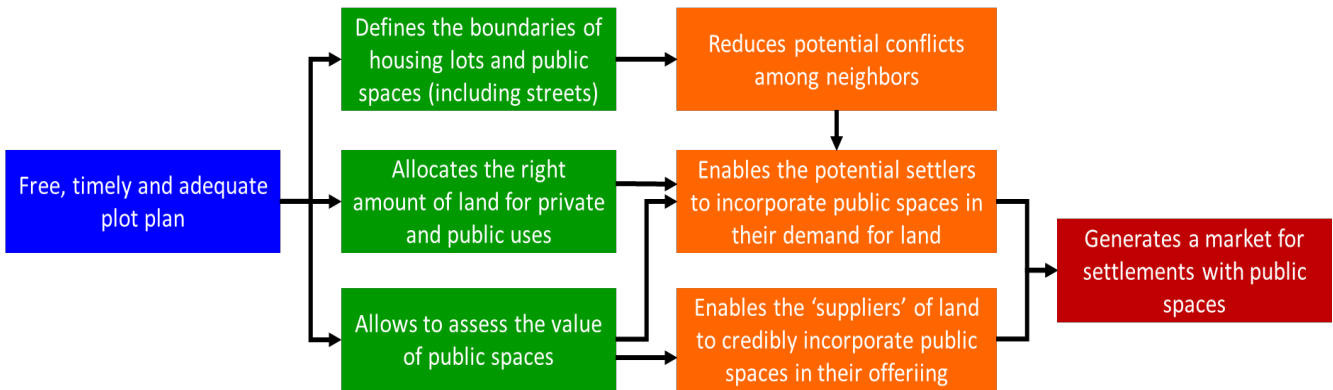 Free, timely and adequate
plot plan
Defines the boundaries of
housing lots and public
spaces (including streets)
Allocates the right
amount of land for private
and public uses
Allows to assess the value
of public spaces
Reduces potential conflicts
among neighbors
Enables the potential settlers
to incorporate public spaces in
their demand for land
Enables the ‘suppliers’ of land
to credibly incorporate public
spaces in their offeriing
Generates a market for
settlements with public
spaces